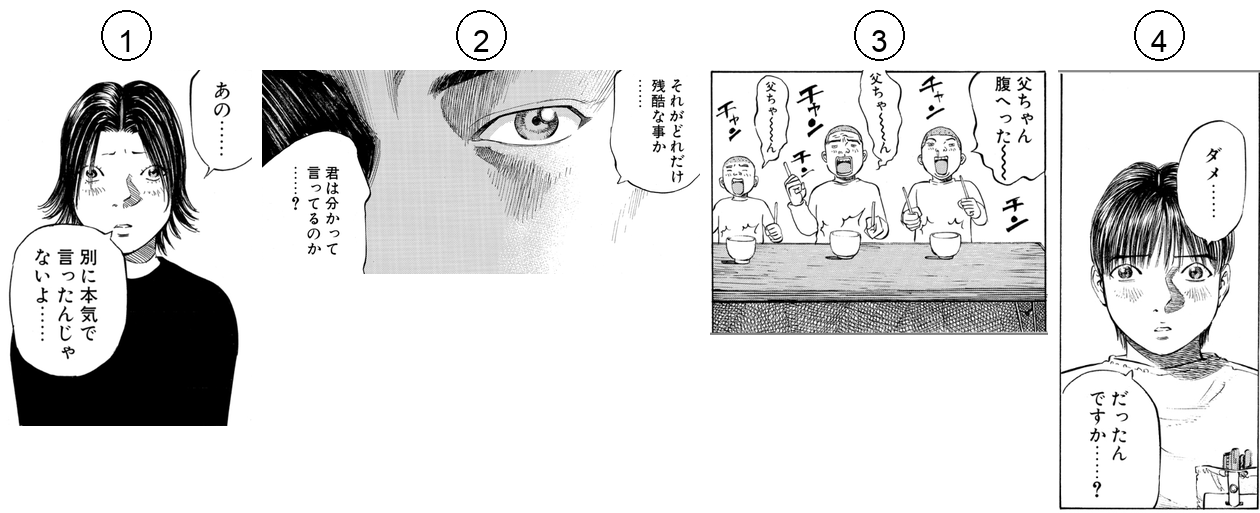 1
あの……
別に本気で
言ったんじゃ
ないよ……
2
それがどれだけ
残酷な事か
……
君は分かって
言ってるのか
……？
3
父ちゃん
腹へった〜〜〜
チャン
父ちゃ〜〜〜ん
チャン
父ちゃ〜〜〜ん
チャン
チン
チン
4
ダメ……
だったん
ですか……？